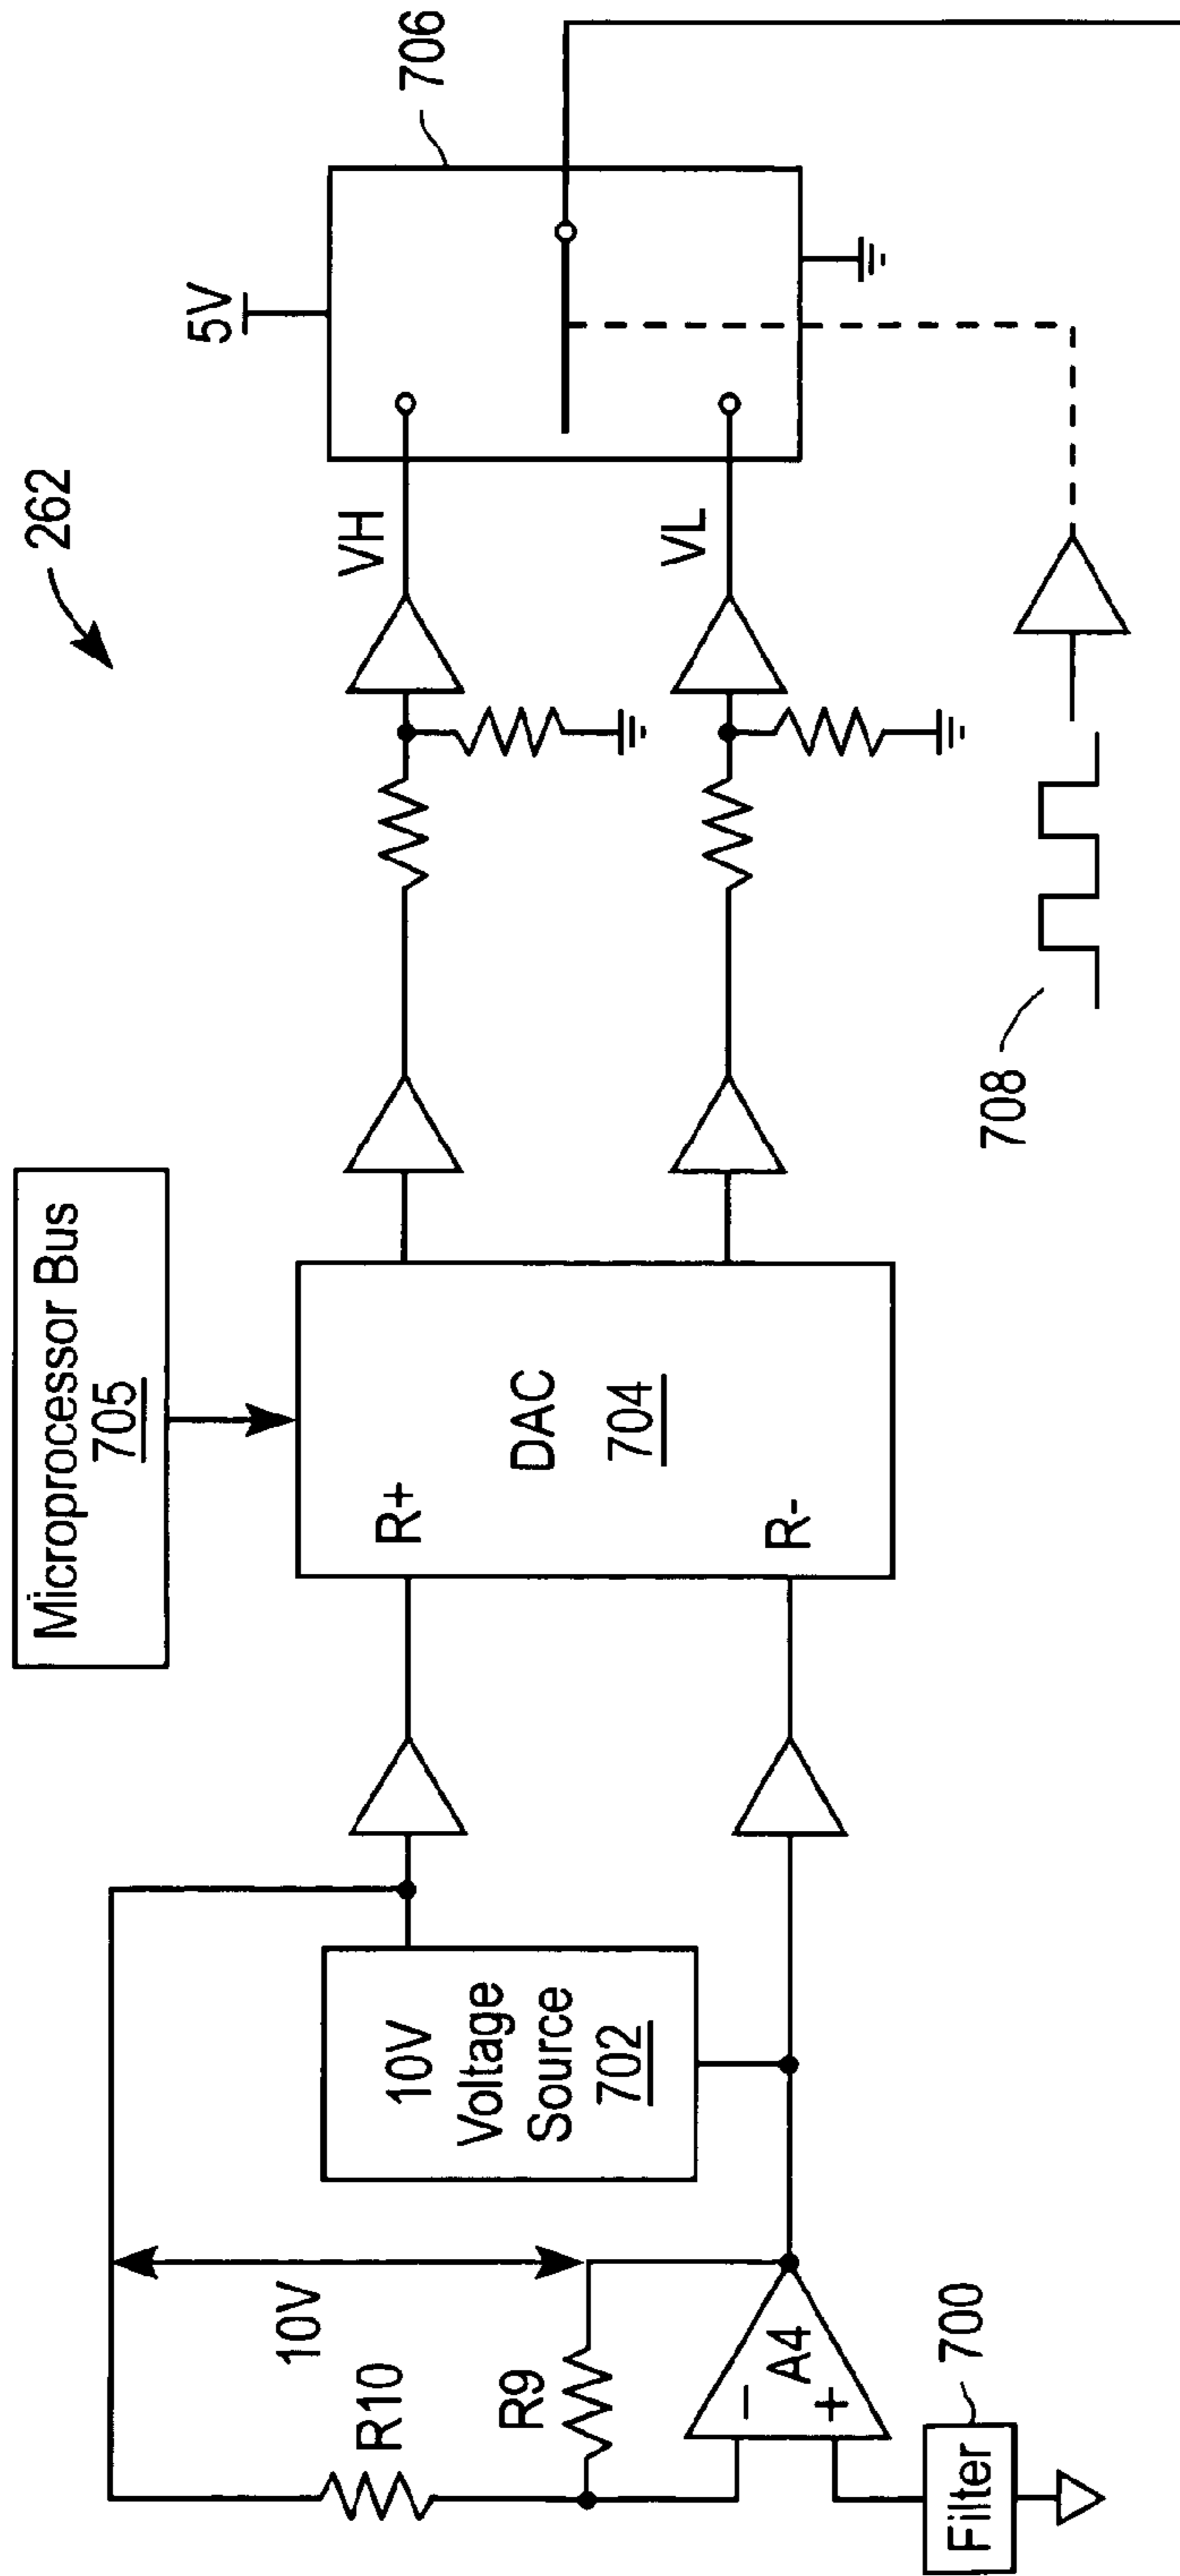 262
Microprocessor Bus
705
5V
706
VH
VL
R+
R-
DAC
704
10V
Voltage
Source
702
10V
R10
R9
A4
−
+
Filter
700
708